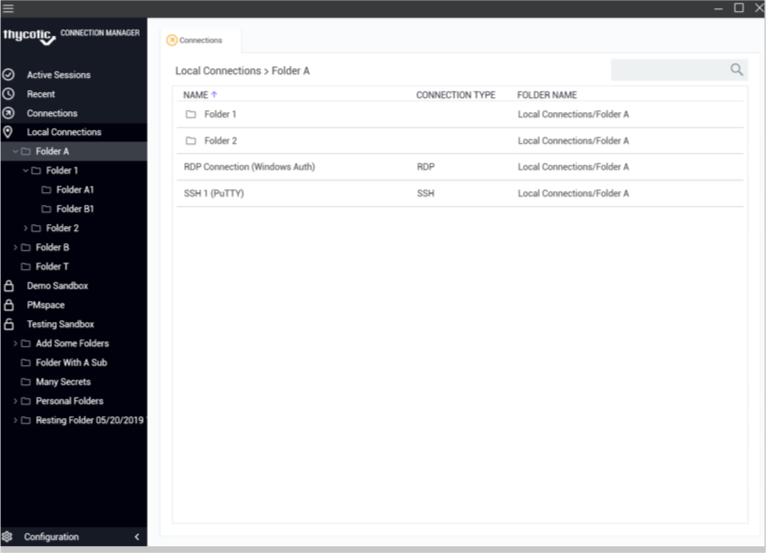 thycotic CONNECTION MANAGER
Active Sessions
Recent
Connections
Local Connections
Folder A
Folder 1
Folder A1
Folder B1
Folder 2
Folder B
Folder T
Demo Sandbox
PMspace
Testing Sandbox
Add Some Folders
Folder With A Sub
Many Secrets
Personal Folders
Resting Folder 05/20/2019
Configuration
Connections
Local Connections > Folder A
NAME CONNECTION TYPE FOLDER NAME
Folder 1 Local Connections/Folder A
Folder 2 Local Connections/Folder A
RDP Connection (Windows Auth) RDP Local Connections/Folder A
SSH 1 (PuTTY) SSH Local Connections/Folder A